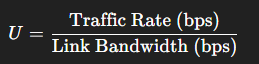 U = Traffic Rate (bps) / Link Bandwidth (bps)